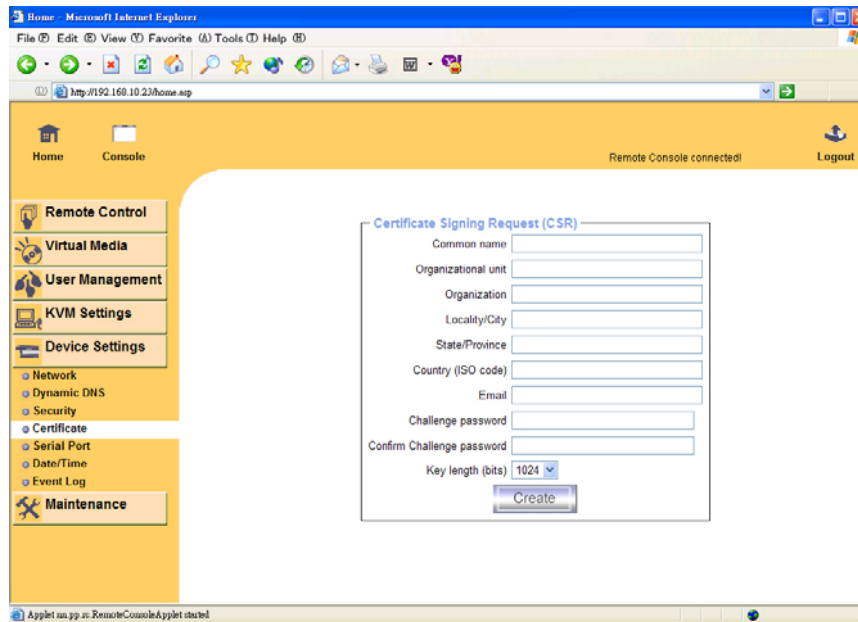 Home - Microsoft Internet Explorer
File (F) Edit (E) View (V) Favorite (A) Tools (T) Help (H)
(D) http://192.168.10.23/home.asp
Home Console Remote Console connected! Logout
Remote Control
Virtual Media
User Management
KVM Settings
Device Settings
Network
Dynamic DNS
Security
Certificate
Serial Port
Date/Time
Event Log
Maintenance
Certificate Signing Request (CSR)
Common name
Organizational unit
Organization
Locality/City
State/Province
Country (ISO code)
Email
Challenge password
Confirm Challenge password
Key length (bits) 1024
Create
Applet nn.pp.rc.RemoteConsoleApplet started